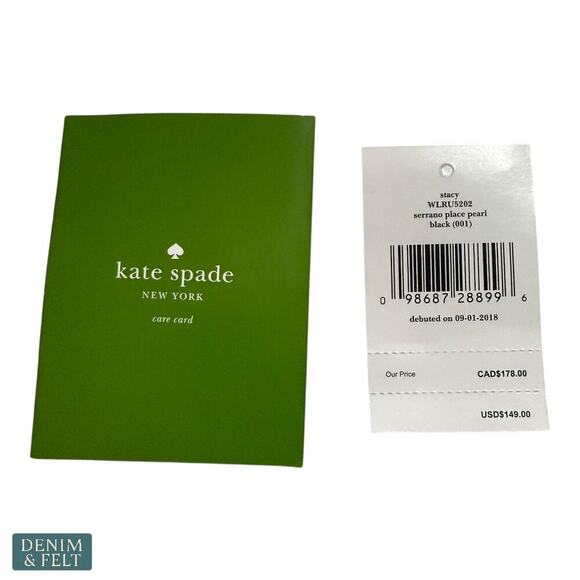 kate spade
NEW YORK
care card
stacy
WLRU5202
serrano place pearl
black (001)
0 98687 28899 6
debuted on 09-01-2018
Our Price CAD$178.00
USD$149.00
DENIM
& FELT